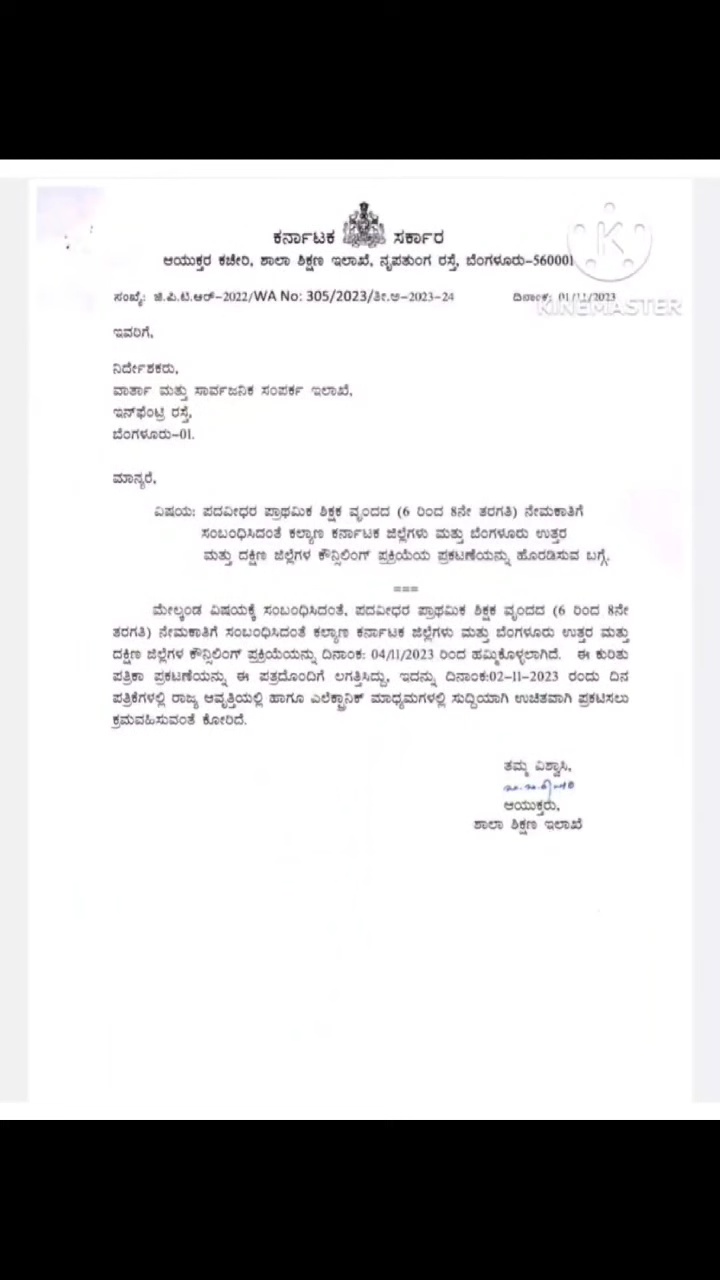 ಕರ್ನಾಟಕ ಸರ್ಕಾರ
ಆಯುಕ್ತರ ಕಚೇರಿ, ಶಾಲಾ ಶಿಕ್ಷಣ ಇಲಾಖೆ, ನೃಪತುಂಗ ರಸ್ತೆ, ಬೆಂಗಳೂರು-560001
ಸಂಖ್ಯೆ: ಜಿ.ಪಿ.ಟಿ.ಆರ್-2022/WA No: 305/2023/ಶೀ.ಅ-2023-24 ದಿನಾಂಕ: 01/11/2023
KINEMASTER
ಇವರಿಗೆ,
ನಿರ್ದೇಶಕರು,
ವಾರ್ತಾ ಮತ್ತು ಸಾರ್ವಜನಿಕ ಸಂಪರ್ಕ ಇಲಾಖೆ,
ಇನ್‌ಫೆಂಟ್ರಿ ರಸ್ತೆ,
ಬೆಂಗಳೂರು-01.
ಮಾನ್ಯರೆ,
ವಿಷಯ: ಪದವೀಧರ ಪ್ರಾಥಮಿಕ ಶಿಕ್ಷಕ ವೃಂದದ (6 ರಿಂದ 8ನೇ ತರಗತಿ) ನೇಮಕಾತಿಗೆ
ಸಂಬಂಧಿಸಿದಂತೆ ಕಲ್ಯಾಣ ಕರ್ನಾಟಕ ಜಿಲ್ಲೆಗಳು ಮತ್ತು ಬೆಂಗಳೂರು ಉತ್ತರ
ಮತ್ತು ದಕ್ಷಿಣ ಜಿಲ್ಲೆಗಳ ಕೌನ್ಸಿಲಿಂಗ್ ಪ್ರಕ್ರಿಯೆಯ ಪ್ರಕಟಣೆಯನ್ನು ಹೊರಡಿಸುವ ಬಗ್ಗೆ.
===
ಮೇಲ್ಕಂಡ ವಿಷಯಕ್ಕೆ ಸಂಬಂಧಿಸಿದಂತೆ, ಪದವೀಧರ ಪ್ರಾಥಮಿಕ ಶಿಕ್ಷಕ ವೃಂದದ (6 ರಿಂದ 8ನೇ
ತರಗತಿ) ನೇಮಕಾತಿಗೆ ಸಂಬಂಧಿಸಿದಂತೆ ಕಲ್ಯಾಣ ಕರ್ನಾಟಕ ಜಿಲ್ಲೆಗಳು ಮತ್ತು ಬೆಂಗಳೂರು ಉತ್ತರ ಮತ್ತು
ದಕ್ಷಿಣ ಜಿಲ್ಲೆಗಳ ಕೌನ್ಸಿಲಿಂಗ್ ಪ್ರಕ್ರಿಯೆಯನ್ನು ದಿನಾಂಕ: 04/11/2023 ರಿಂದ ಹಮ್ಮಿಕೊಳ್ಳಲಾಗಿದೆ. ಈ ಕುರಿತು
ಪತ್ರಿಕಾ ಪ್ರಕಟಣೆಯನ್ನು ಈ ಪತ್ರದೊಂದಿಗೆ ಲಗತ್ತಿಸಿದ್ದು, ಇದನ್ನು ದಿನಾಂಕ:02-11-2023 ರಂದು ದಿನ
ಪತ್ರಿಕೆಗಳಲ್ಲಿ ರಾಜ್ಯ ಆವೃತ್ತಿಯಲ್ಲಿ ಹಾಗೂ ಎಲೆಕ್ಟ್ರಾನಿಕ್ ಮಾಧ್ಯಮಗಳಲ್ಲಿ ಸುದ್ದಿಯಾಗಿ ಉಚಿತವಾಗಿ ಪ್ರಕಟಿಸಲು
ಕ್ರಮವಹಿಸುವಂತೆ ಕೋರಿದೆ.
ತಮ್ಮ ವಿಶ್ವಾಸಿ,
ಆಯುಕ್ತರು,
ಶಾಲಾ ಶಿಕ್ಷಣ ಇಲಾಖೆ